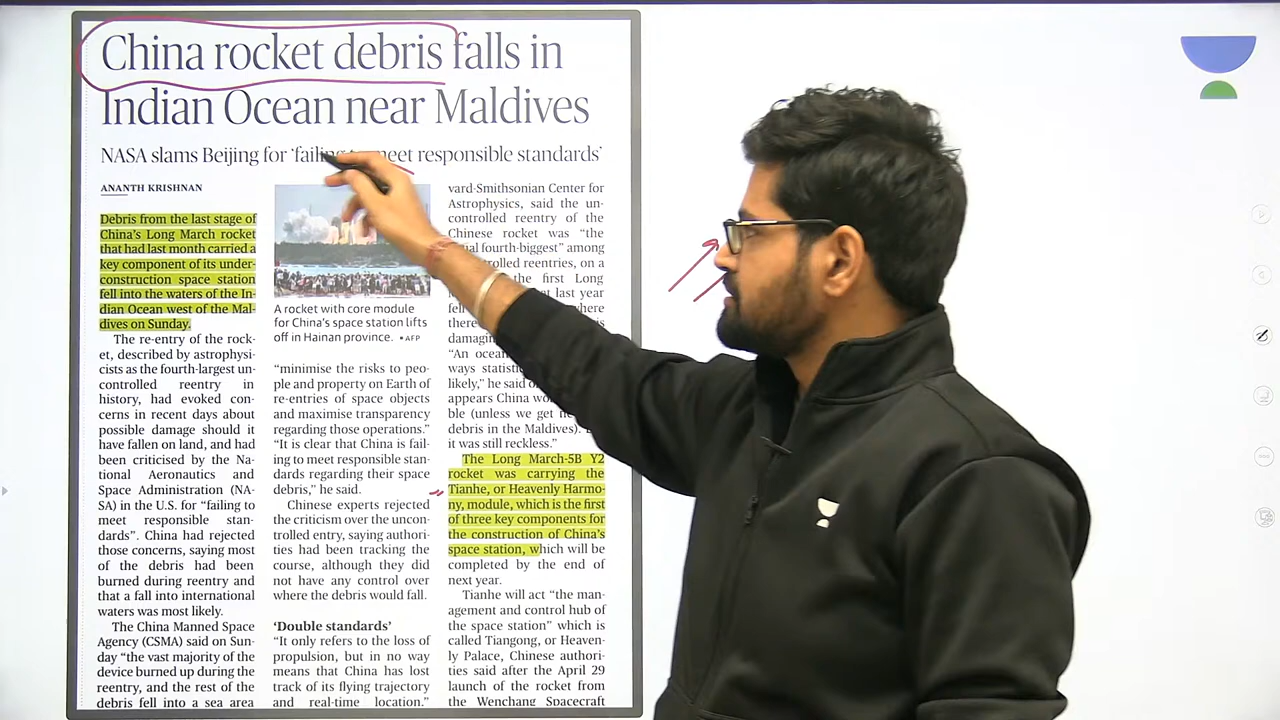 China rocket debris falls in
Indian Ocean near Maldives
NASA slams Beijing for ‘failing to meet responsible standards’
ANANTH KRISHNAN
Debris from the last stage of
China’s Long March rocket
that had last month carried a
key component of its under-
construction space station
fell into the waters of the In-
dian Ocean west of the Mal-
dives on Sunday.
The re-entry of the rock-
et, described by astrophysi-
cists as the fourth-largest un-
controlled reentry in
history, had evoked con-
cerns in recent days about
possible damage should it
have fallen on land, and had
been criticised by the Na-
tional Aeronautics and
Space Administration (NA-
SA) in the U.S. for “failing to
meet responsible stan-
dards”. China had rejected
those concerns, saying most
of the debris had been
burned during reentry and
that a fall into international
waters was most likely.
The China Manned Space
Agency (CSMA) said on Sun-
day “the vast majority of the
device burned up during the
reentry, and the rest of the
debris fell into a sea area
A rocket with core module
for China’s space station lifts
off in Hainan province. •AFP
“minimise the risks to peo-
ple and property on Earth of
re-entries of space objects
and maximise transparency
regarding those operations.”
“It is clear that China is fail-
ing to meet responsible stan-
dards regarding their space
debris,” he said.
Chinese experts rejected
the criticism over the uncon-
trolled entry, saying authori-
ties had been tracking the
course, although they did
not have any control over
where the debris would fall.
‘Double standards’
“It only refers to the loss of
propulsion, but in no way
means that China has lost
track of its flying trajectory
and real-time location.”
vard-Smithsonian Center for
Astrophysics, said the un-
controlled reentry of the
Chinese rocket was “the
fourth-biggest” among
reentries, on a
the first Long
last year
fell
there
“An ocean
ways
likely,” he said
appears China
ble (unless we get
debris in the Maldives).
it was still reckless.”
The Long March-5B Y2
rocket was carrying the
Tianhe, or Heavenly Harmo-
ny, module, which is the first
of three key components for
the construction of China’s
space station, which will be
completed by the end of
next year.
Tianhe will act “the man-
agement and control hub of
the space station” which is
called Tiangong, or Heaven-
ly Palace, Chinese authori-
ties said after the April 29
launch of the rocket from
the Wenchang Spacecraft